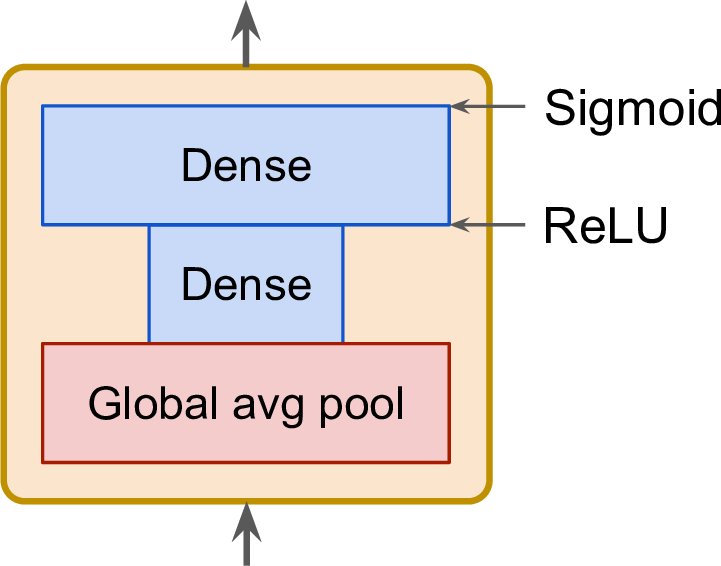 Sigmoid
Dense
ReLU
Dense
Global avg pool